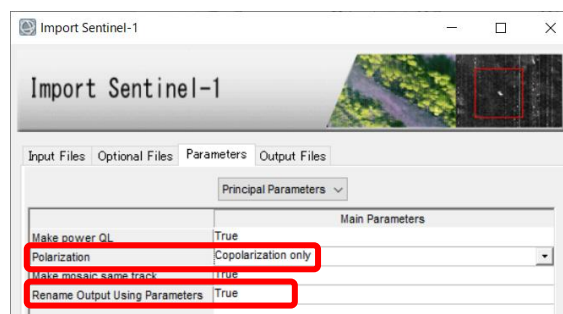 Import Sentinel-1
Import Sentinel-1
Input Files Optional Files Parameters Output Files
Principal Parameters
Main Parameters
Make power QL True
Polarization Copolarization only
Make mosaic same track True
Rename Output Using Parameters True